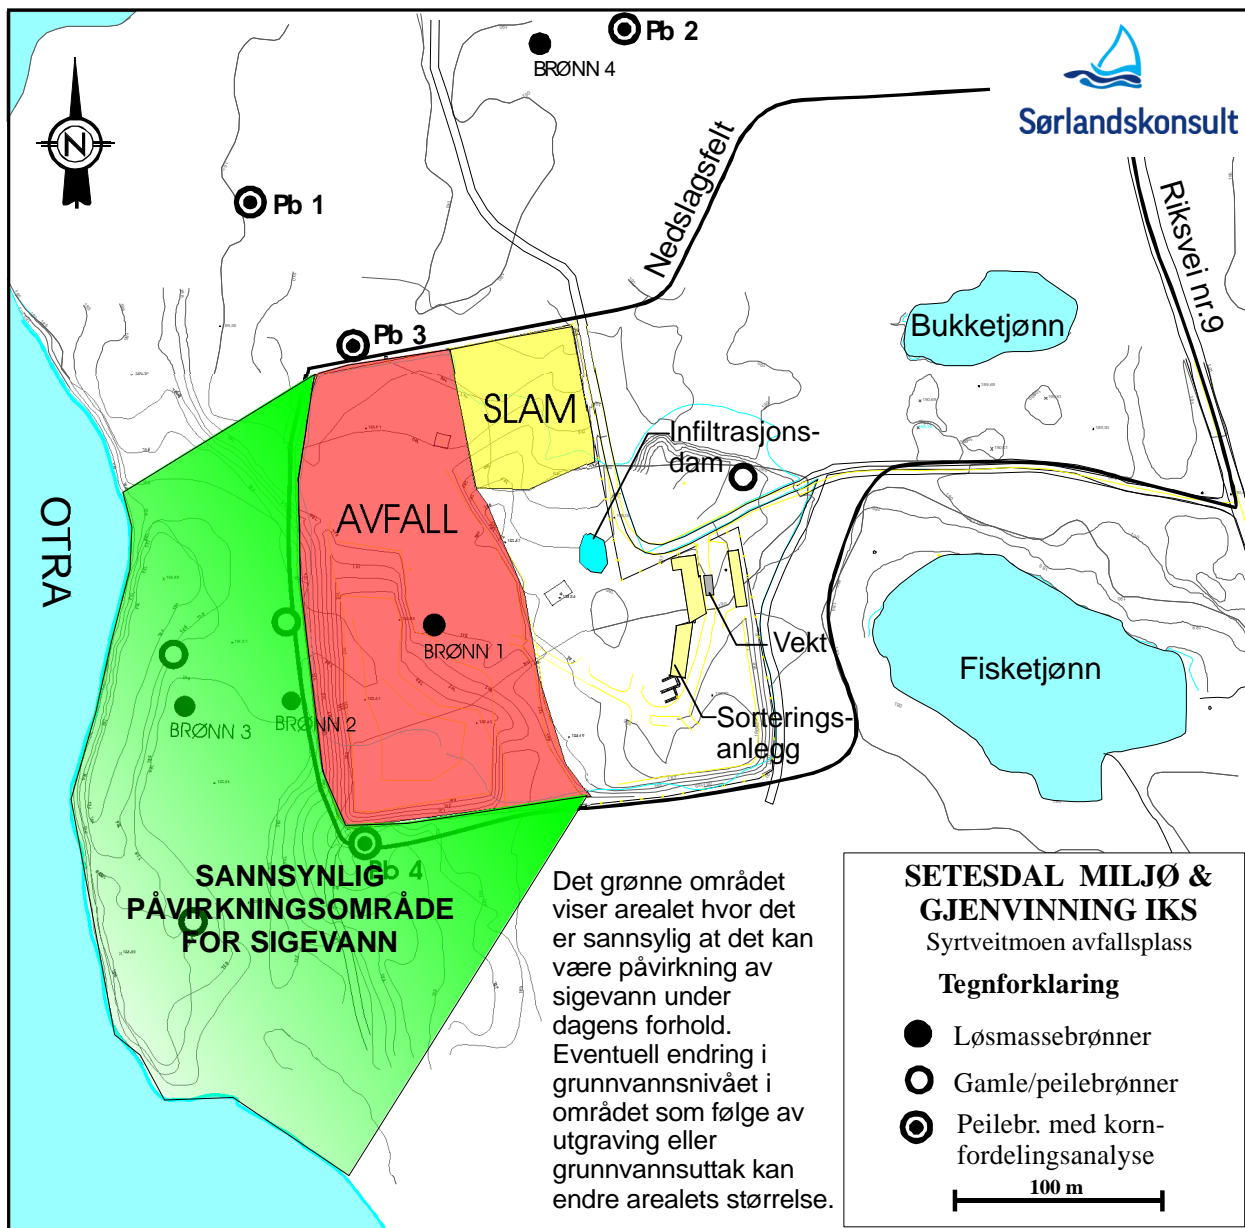 Pb 2
BRØNN 4
Sørlandskonsult
Nedslagsfelt
Riksvei nr.9
N
Pb 1
Bukketjønn
Pb 3
SLAM
Infiltrasjons-
dam
AVFALL
OTRA
BRØNN 1
Vekt
Fisketjønn
BRØNN 3
BRØNN 2
Sorterings-
anlegg
Pb 4
SANNSYNLIG
PÅVIRKNINGSOMRÅDE
FOR SIGEVANN
Det grønne området
viser arealet hvor det
er sannsylig at det kan
være påvirkning av
sigevann under
dagens forhold.
Eventuell endring i
grunnvannsnivået i
området som følge av
utgraving eller
grunnvannsuttak kan
endre arealets størrelse.
SETESDAL MILJØ &
GJENVINNING IKS
Syrtveitmoen avfallsplass
Tegnforklaring
Løsmassebrønner
Gamle/peilebrønner
Peilebr. med korn-
fordelingsanalyse
100 m